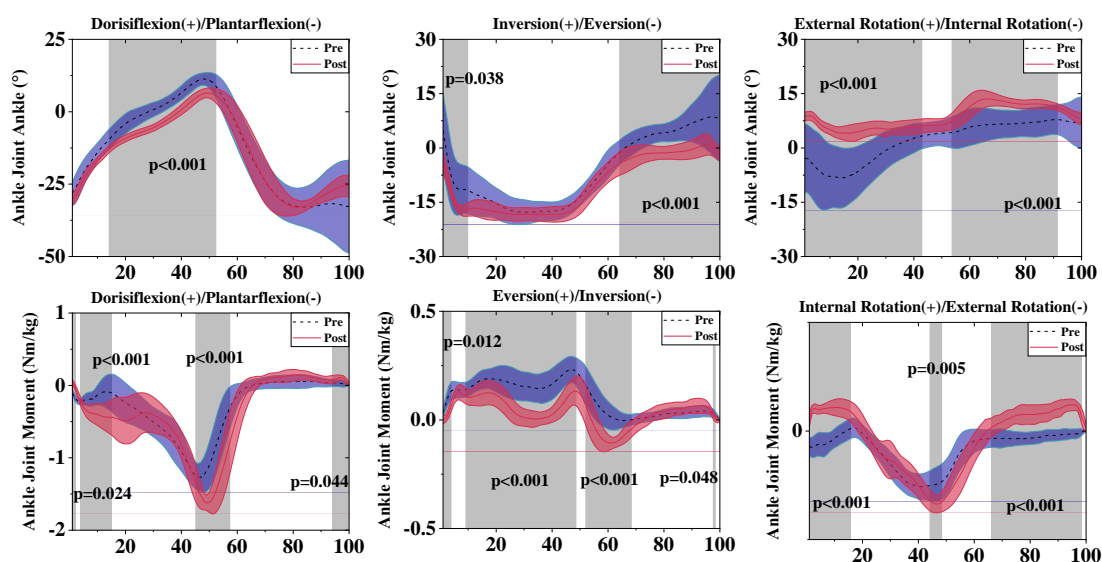 Dorisiflexion(+)/Plantarflexion(-)
Ankle Joint Ankle (°)
25
0
-25
-50
20 40 60 80 100
Pre
Post
p<0.001
Inversion(+)/Eversion(-)
Ankle Joint Ankle (°)
30
15
0
-15
-30
20 40 60 80 100
Pre
Post
p=0.038
p<0.001
External Rotation(+)/Internal Rotation(-)
Ankle Joint Ankle (°)
30
15
0
-15
-30
20 40 60 80 100
Pre
Post
p<0.001
p<0.001
Dorisiflexion(+)/Plantarflexion(-)
Ankle Joint Moment (Nm/kg)
1
0
-1
-2
20 40 60 80 100
Pre
Post
p<0.001
p<0.001
p=0.024
p=0.044
Eversion(+)/Inversion(-)
Ankle Joint Moment (Nm/kg)
0.5
0.0
-0.5
20 40 60 80 100
Pre
Post
p=0.012
p<0.001
p<0.001
p=0.048
Internal Rotation(+)/External Rotation(-)
Ankle Joint Moment (Nm/kg)
0
20 40 60 80 100
Pre
Post
p=0.005
p<0.001
p<0.001